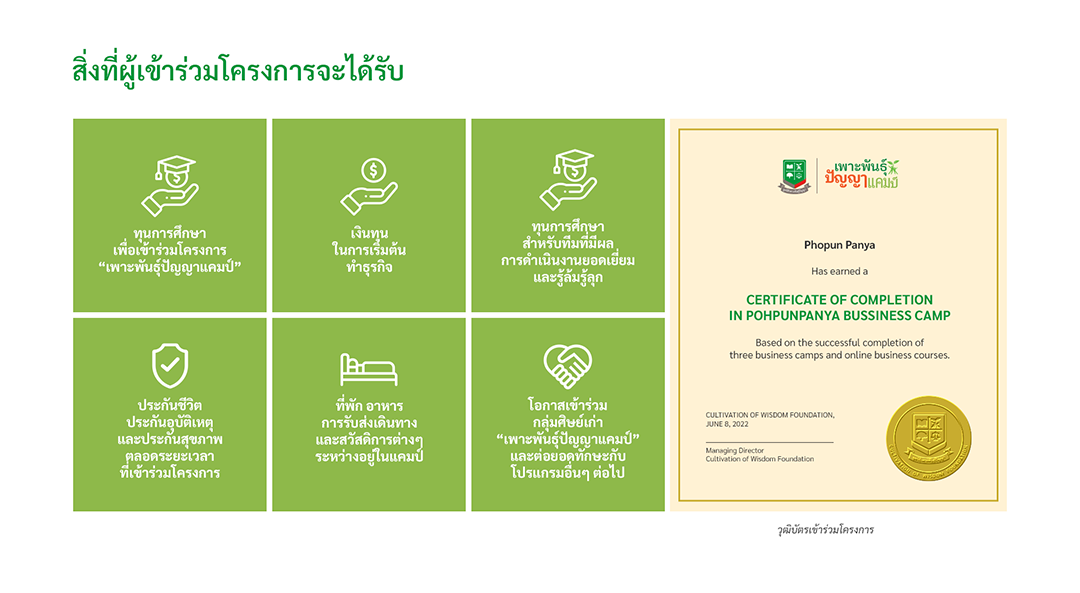 สิ่งที่ผู้เข้าร่วมโครงการจะได้รับ
ทุนการศึกษา
เพื่อเข้าร่วมโครงการ
“เพาะพันธุ์ปัญญาแคมป์”
เงินทุน
ในการเริ่มต้น
ทำธุรกิจ
ทุนการศึกษา
สำหรับทีมที่มีผล
การดำเนินงานยอดเยี่ยม
และรู้ล้มรู้ลุก
ประกันชีวิต
ประกันอุบัติเหตุ
และประกันสุขภาพ
ตลอดระยะเวลา
ที่เข้าร่วมโครงการ
ที่พัก อาหาร
การรับส่งเดินทาง
และสวัสดิการต่างๆ
ระหว่างอยู่ในแคมป์
โอกาสเข้าร่วม
กลุ่มศิษย์เก่า
“เพาะพันธุ์ปัญญาแคมป์”
และต่อยอดทักษะกับ
โปรแกรมอื่นๆ ต่อไป
เพาะพันธุ์
ปัญญาแคมป์
Phopun Panya
Has earned a
CERTIFICATE OF COMPLETION
IN POHPUNPANYA BUSSINESS CAMP
Based on the successful completion of
three business camps and online business courses.
CULTIVATION OF WISDOM FOUNDATION,
JUNE 8, 2022
Managing Director
Cultivation of Wisdom Foundation
วุฒิบัตรเข้าร่วมโครงการ